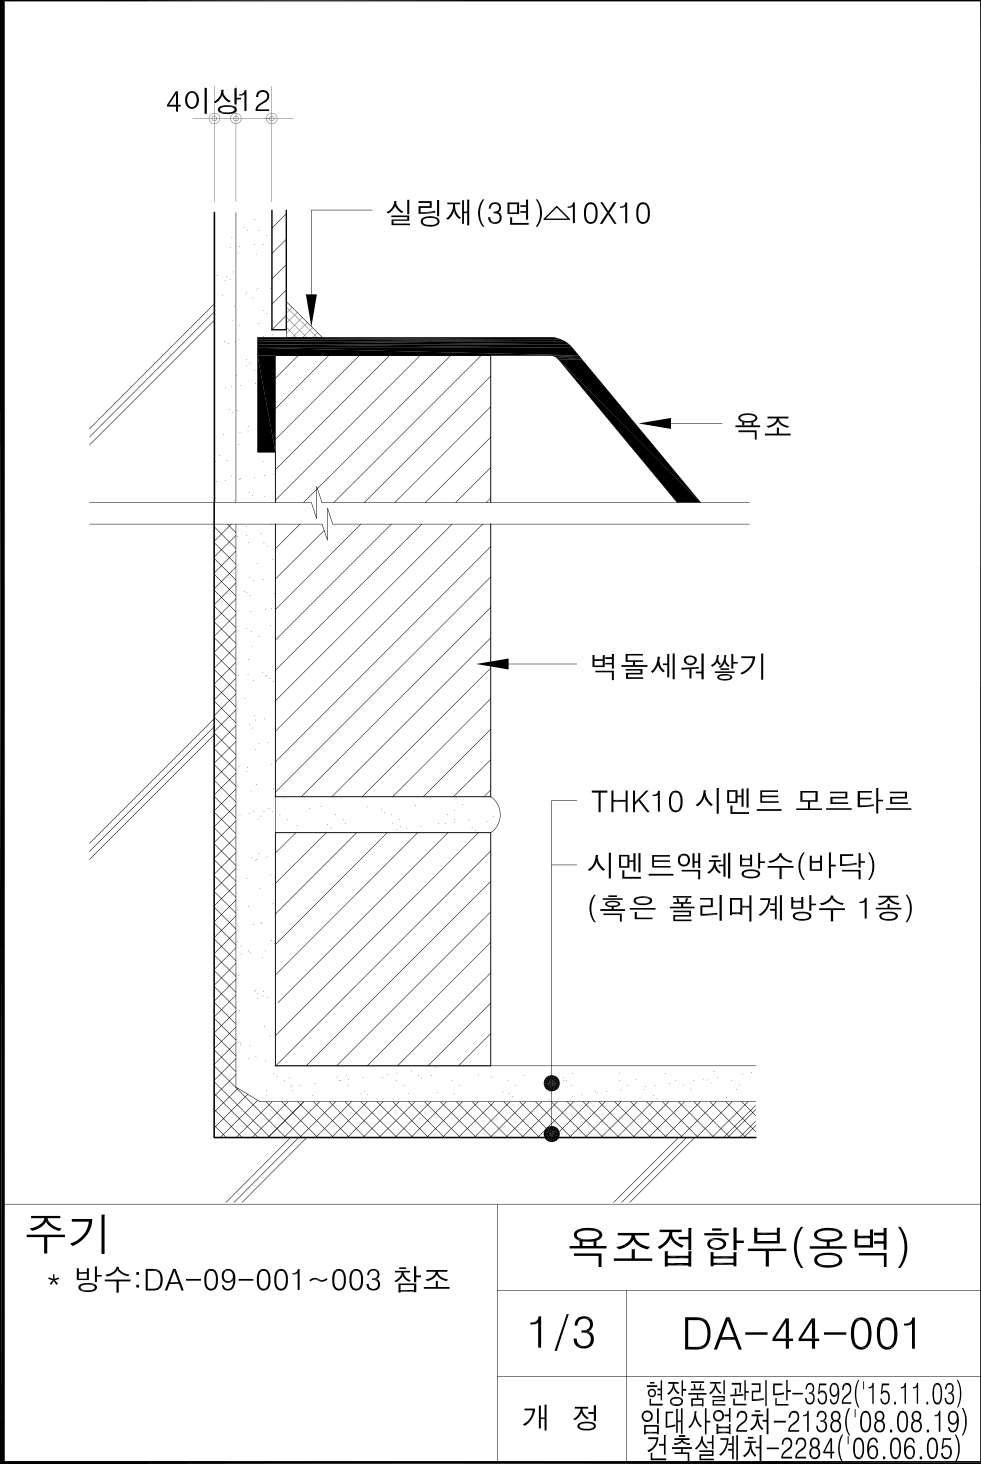 4이상12
실링재(3면)△10X10
욕조
벽돌세워쌓기
THK10 시멘트 모르타르
시멘트액체방수(바닥)
(혹은 폴리머계방수 1종)
주기
* 방수:DA-09-001~003 참조
욕조접합부(옹벽)
1/3
DA-44-001
개 정
현장품질관리단-3592('15.11.03)
임대사업2처-2138('08.08.19)
건축설계처-2284('06.06.05)